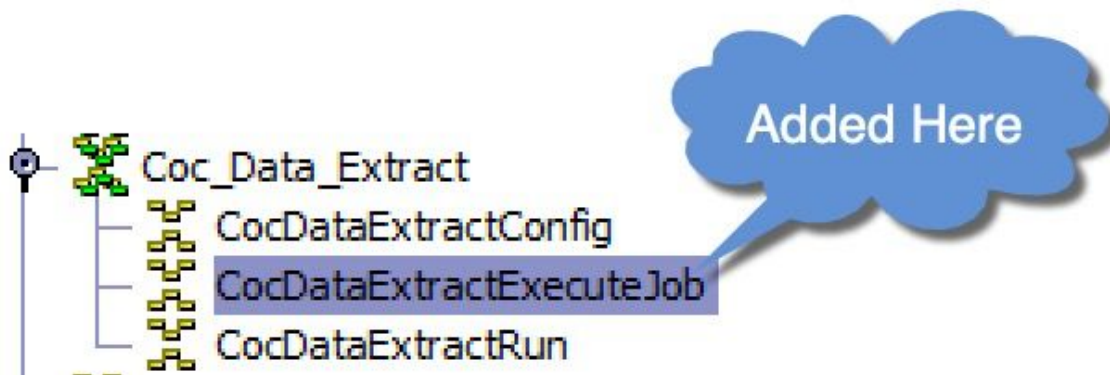 Added Here
Coc_Data_Extract
CocDataExtractConfig
CocDataExtractExecuteJob
CocDataExtractRun